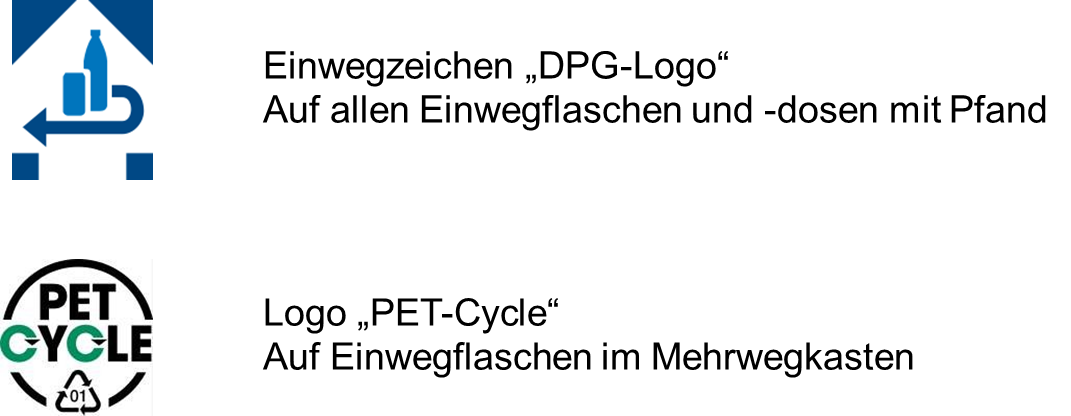 Einwegzeichen „DPG-Logo“
Auf allen Einwegflaschen und -dosen mit Pfand
PET
CYCLE
01
Logo „PET-Cycle“
Auf Einwegflaschen im Mehrwegkasten